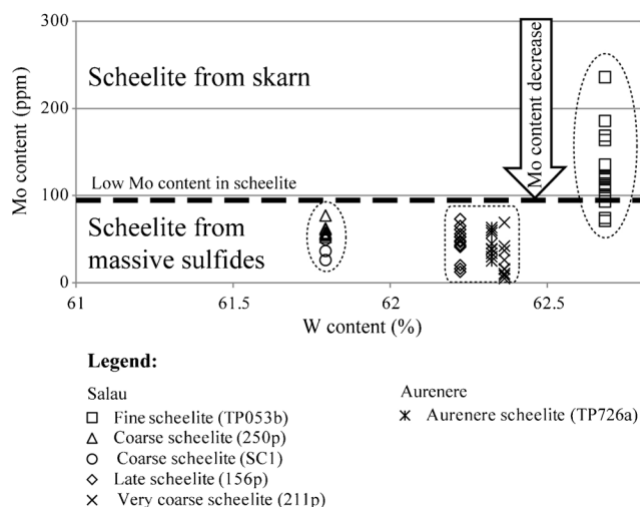 300
Scheelite from skarn
Mo content decrease
200
Mo content (ppm)
Low Mo content in scheelite
100
Scheelite from
massive sulfides
0
61
61.5
62
62.5
W content (%)
Legend:
Salau
Fine scheelite (TP053b)
Coarse scheelite (250p)
Coarse scheelite (SC1)
Late scheelite (156p)
Very coarse scheelite (211p)
Aurenere
Aurenere scheelite (TP726a)